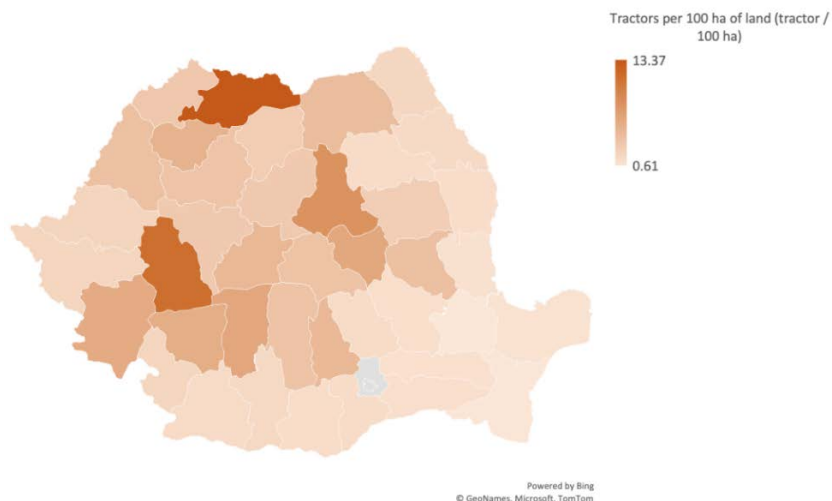 Tractors per 100 ha of land (tractor /
100 ha)
13.37
0.61
Powered by Bing
© GeoNames, Microsoft, TomTom